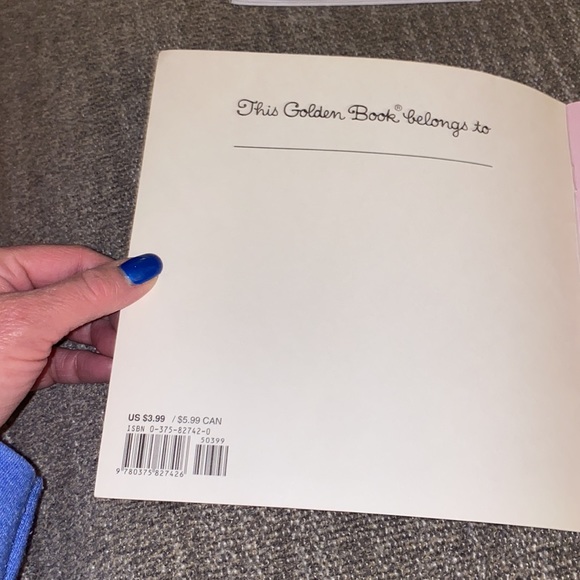 This Golden Book® belongs to
US $3.99 / $5.99 CAN
ISBN 0-375-82742-0
50399
9 780375 827426